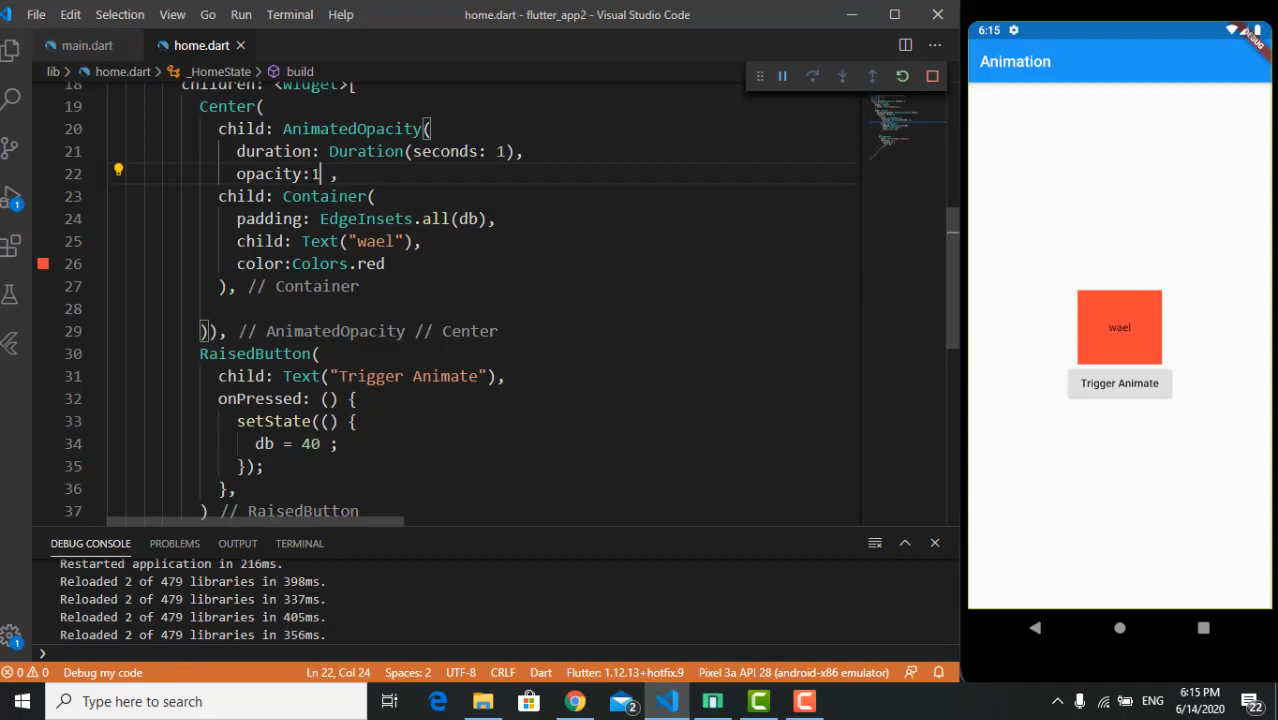 File Edit Selection View Go Run Terminal Help home.dart - flutter_app2 - Visual Studio Code
main.dart home.dart
lib > home.dart > _HomeState > build
18 children: <Widget>[
19 Center(
20 child: AnimatedOpacity(
21 duration: Duration(seconds: 1),
22 opacity:1 ,
23 child: Container(
24 padding: EdgeInsets.all(db),
25 child: Text("wael"),
26 color:Colors.red
27 ), // Container
28
29 )), // AnimatedOpacity // Center
30 RaisedButton(
31 child: Text("Trigger Animate"),
32 onPressed: () {
33 setState(() {
34 db = 40 ;
35 });
36 },
37 ) // RaisedButton
DEBUG CONSOLE PROBLEMS OUTPUT TERMINAL
Restarted application in 216ms.
Reloaded 2 of 479 libraries in 398ms.
Reloaded 2 of 479 libraries in 337ms.
Reloaded 2 of 479 libraries in 405ms.
Reloaded 2 of 479 libraries in 356ms.
>
1
1
0 0 Debug my code Ln 22, Col 24 Spaces: 2 UTF-8 CRLF Dart Flutter: 1.12.13+hotfix.9 Pixel 3a API 28 (android-x86 emulator)
6:15
DEBUG
Animation
wael
Trigger Animate
Type here to search
2
ENG
6:15 PM
6/14/2020
22